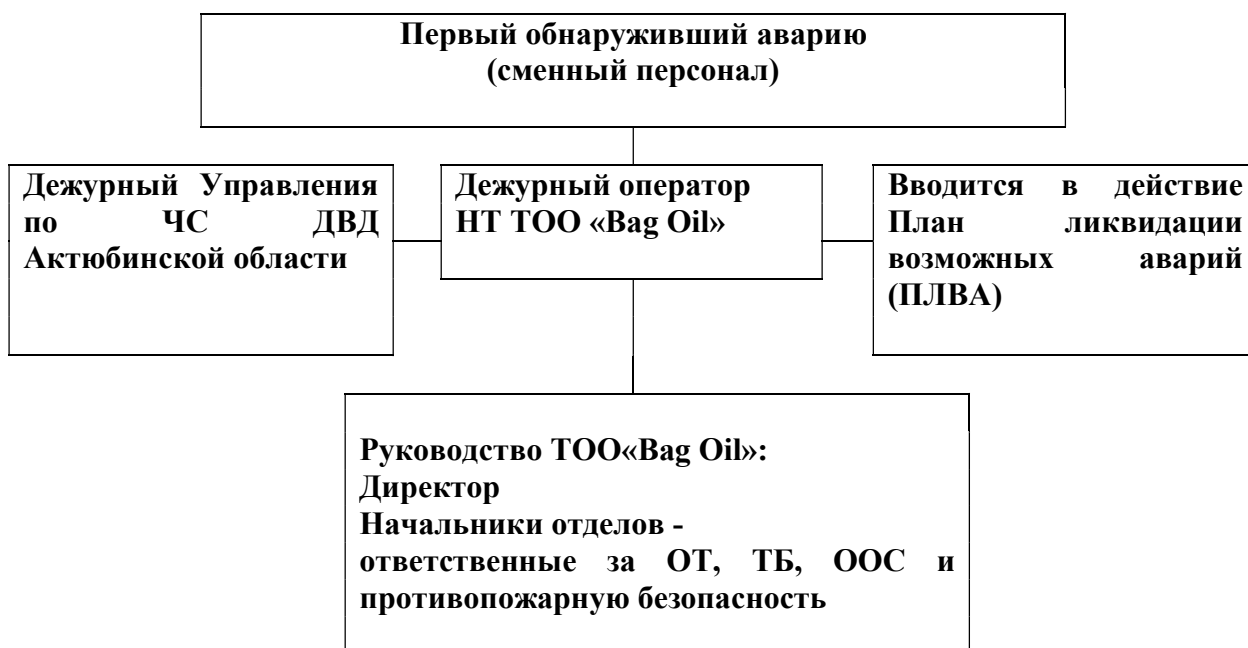 Первый обнаруживший аварию
(сменный персонал)
Дежурный Управления
по ЧС ДВД
Актюбинской области
Дежурный оператор
НТ ТОО «Bag Oil»
Вводится в действие
План ликвидации
возможных аварий
(ПЛВА)
Руководство ТОО«Bag Oil»:
Директор
Начальники отделов -
ответственные за ОТ, ТБ, ООС и
противопожарную безопасность